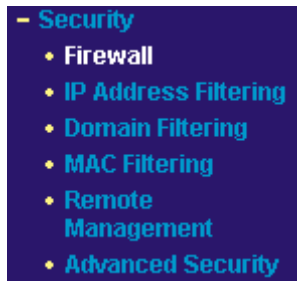 – Security
• Firewall
• IP Address Filtering
• Domain Filtering
• MAC Filtering
• Remote
Management
• Advanced Security